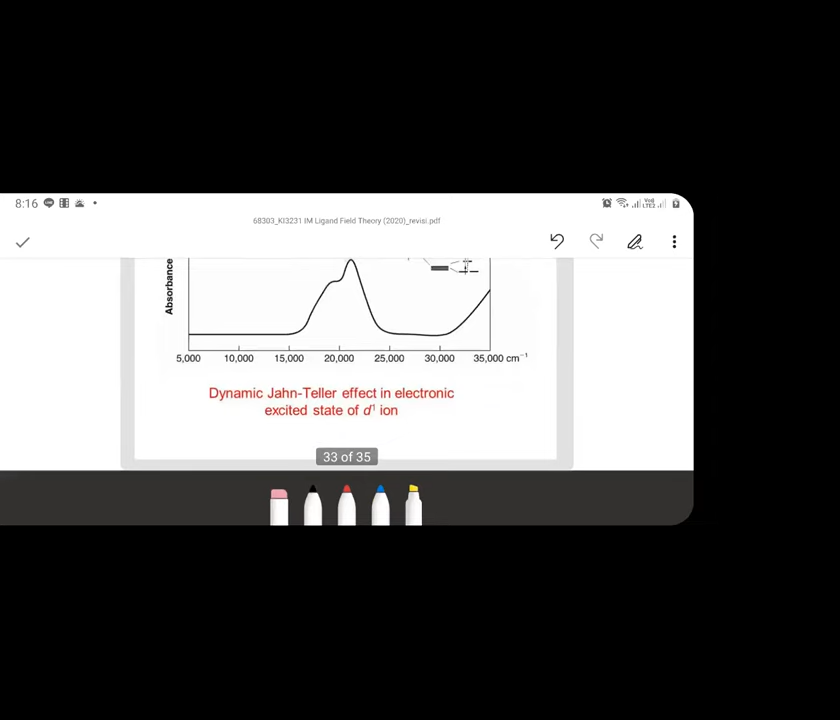 8:16
68303_KI3231 IM Ligand Field Theory (2020)_revisi.pdf
Absorbance
5,000 10,000 15,000 20,000 25,000 30,000 35,000 cm⁻¹
Dynamic Jahn-Teller effect in electronic
excited state of d¹ ion
33 of 35